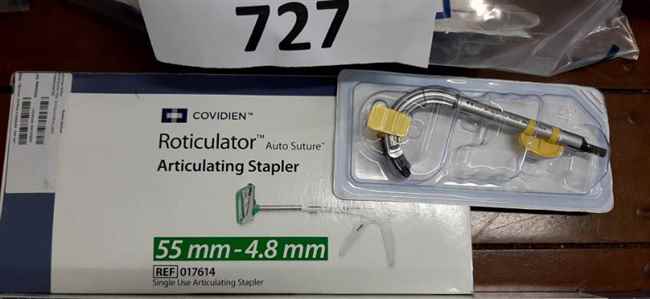 727
COVIDIEN™
Roticulator™ Auto Suture™
Articulating Stapler
55 mm - 4.8 mm
REF 017614
Single Use Articulating Stapler